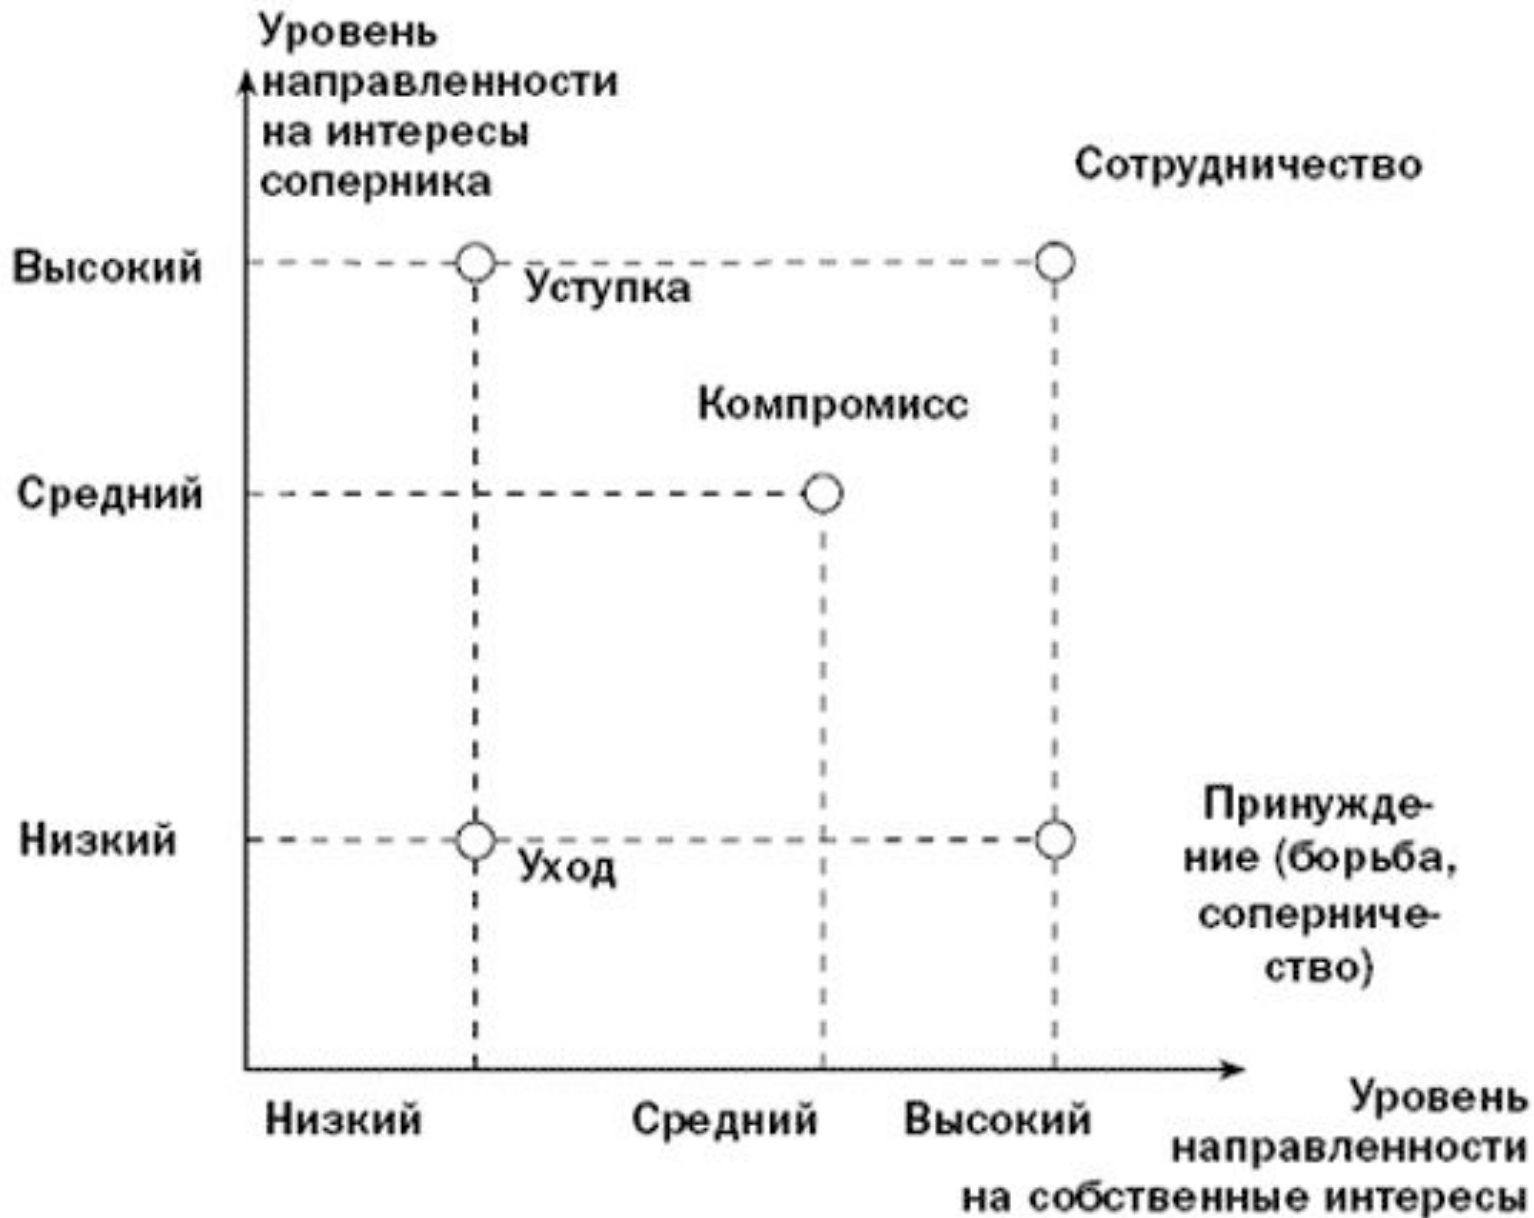 Уровень
направленности
на интересы
соперника
Сотрудничество
Высокий
Уступка
Компромисс
Средний
Принужде-
ние (борьба,
соперниче-
ство)
Низкий
Уход
Низкий
Средний
Высокий
Уровень
направленности
на собственные интересы